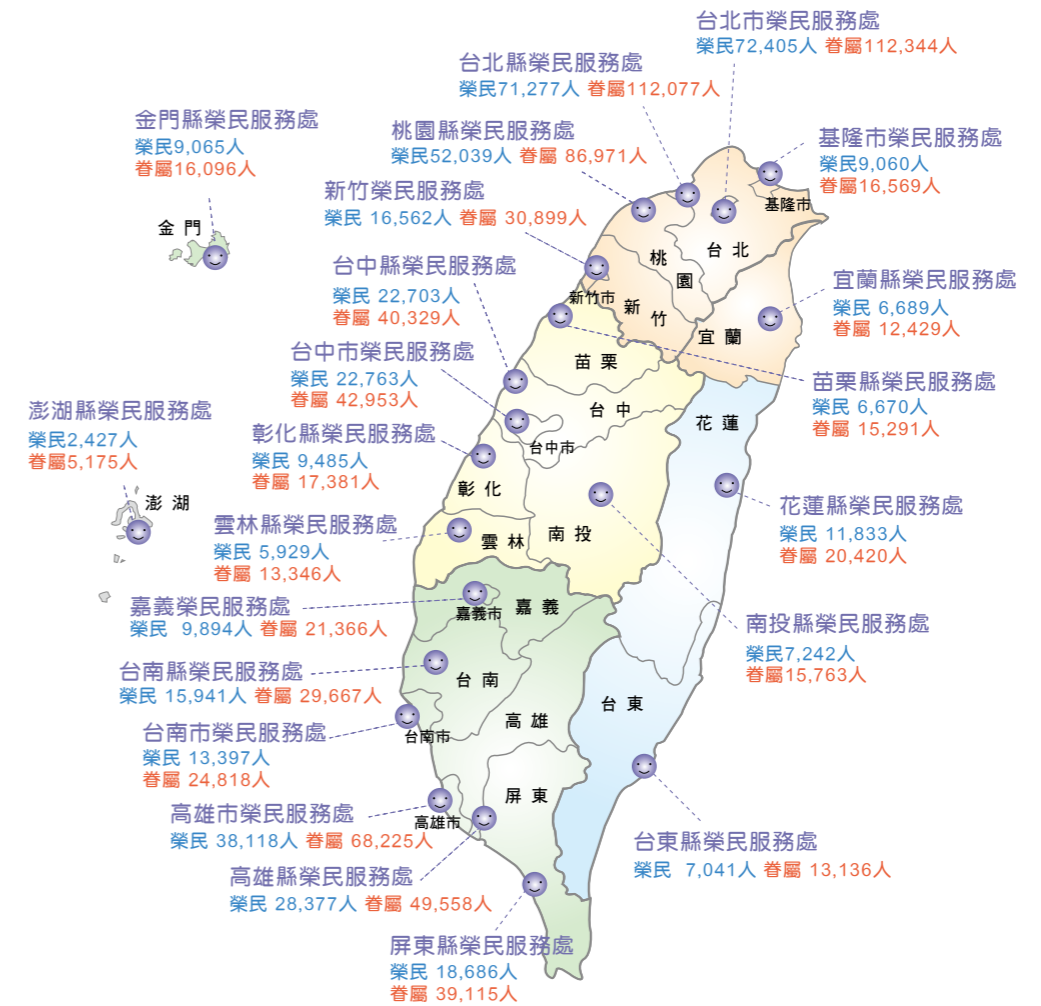 台北市榮民服務處
榮民72,405人 眷屬112,344人
台北縣榮民服務處
榮民71,277人 眷屬112,077人
桃園縣榮民服務處
榮民52,039人 眷屬 86,971人
金門縣榮民服務處
榮民9,065人
眷屬16,096人
基隆市榮民服務處
榮民9,060人
眷屬16,569人
新竹榮民服務處
榮民 16,562人 眷屬 30,899人
基隆市
金 門
台 北
桃
園
台中縣榮民服務處
榮民 22,703人
眷屬 40,329人
宜蘭縣榮民服務處
榮民 6,689人
眷屬 12,429人
新竹市
新
竹
宜 蘭
台中市榮民服務處
榮民 22,763人
眷屬 42,953人
苗栗
苗栗縣榮民服務處
榮民 6,670人
眷屬 15,291人
澎湖縣榮民服務處
榮民2,427人
眷屬5,175人
台 中
花 蓮
彰化縣榮民服務處
榮民 9,485人
眷屬 17,381人
台中市
彰 化
澎 湖
花蓮縣榮民服務處
榮民 11,833人
眷屬 20,420人
雲林縣榮民服務處
榮民 5,929人
眷屬 13,346人
雲 林
南 投
嘉義榮民服務處
榮民 9,894人 眷屬 21,366人
嘉義市
嘉 義
南投縣榮民服務處
榮民7,242人
眷屬15,763人
台南縣榮民服務處
榮民 15,941人 眷屬 29,667人
台 南
台 東
高 雄
台南市榮民服務處
榮民 13,397人
眷屬 24,818人
台南市
屏 東
高雄市榮民服務處
榮民 38,118人 眷屬 68,225人
高雄市
台東縣榮民服務處
榮民 7,041人 眷屬 13,136人
高雄縣榮民服務處
榮民 28,377人 眷屬 49,558人
屏東縣榮民服務處
榮民 18,686人
眷屬 39,115人